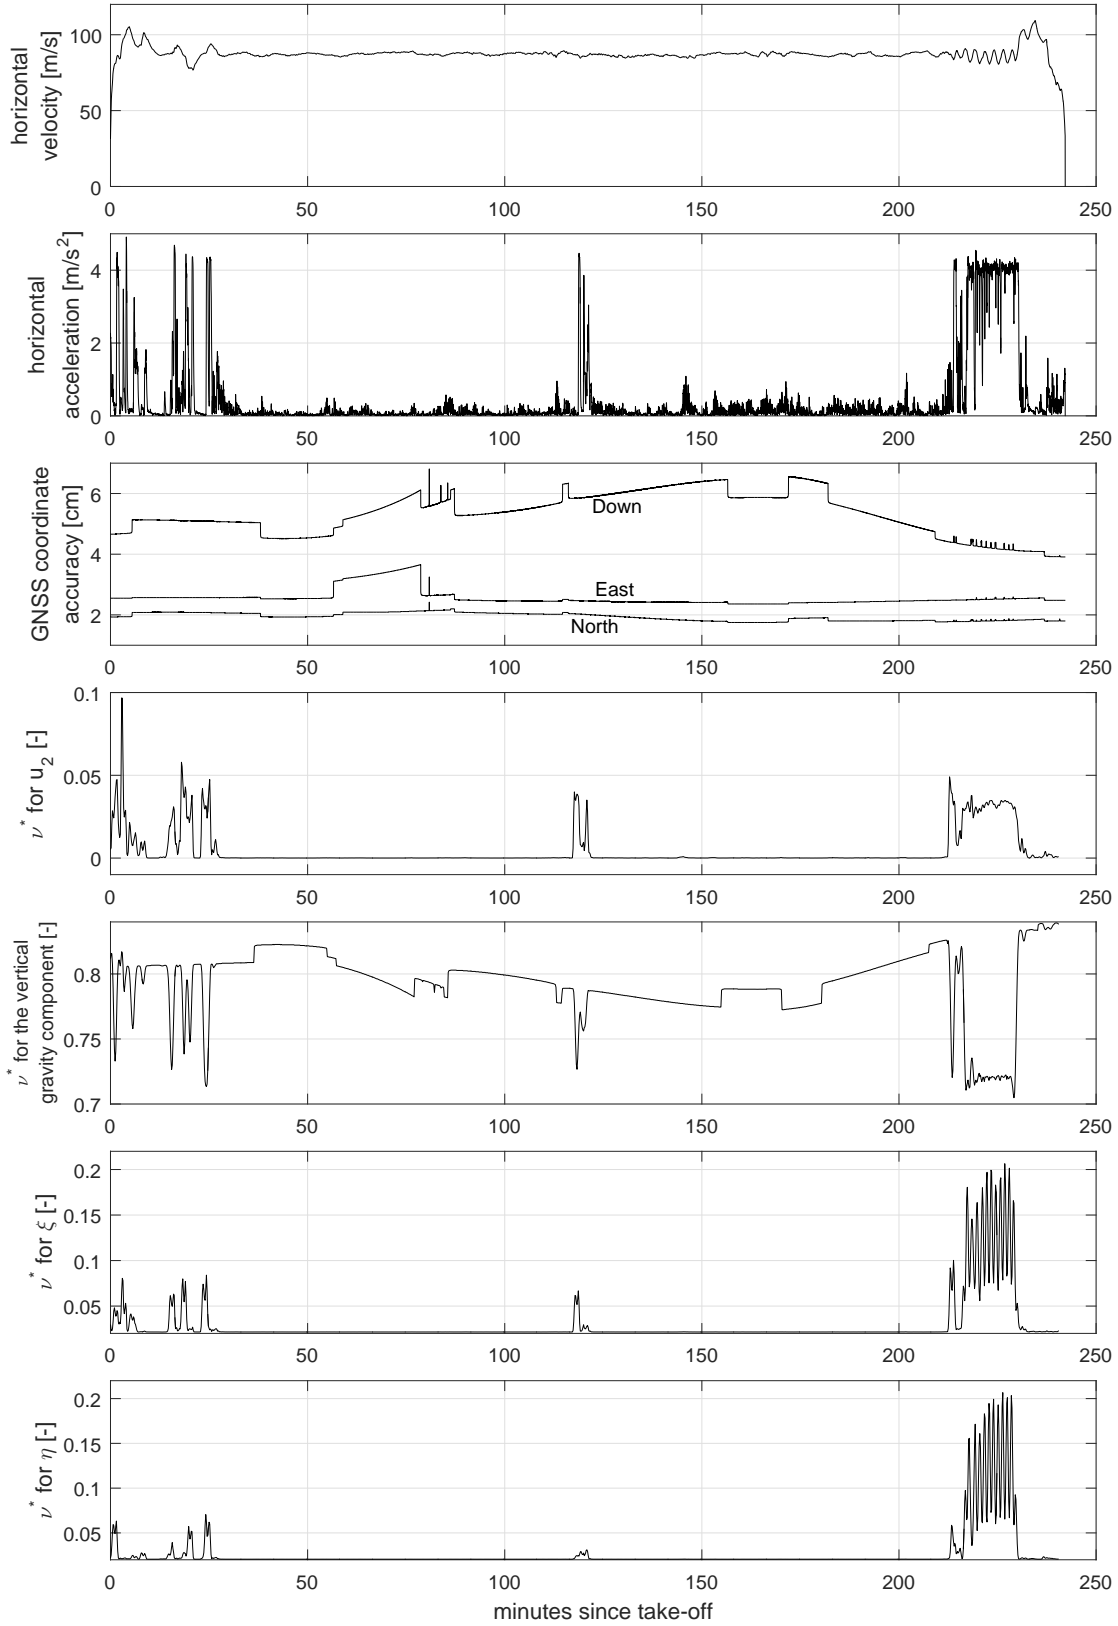 horizontal
velocity [m/s]
100
50
0
0 50 100 150 200 250
horizontal
acceleration [m/s²]
4
2
0
0 50 100 150 200 250
GNSS coordinate
accuracy [cm]
6
4
2
Down
East
North
0 50 100 150 200 250
ν* for u₂ [-]
0.1
0.05
0
0 50 100 150 200 250
ν* for the vertical
gravity component [-]
0.8
0.75
0.7
0 50 100 150 200 250
ν* for ξ [-]
0.2
0.15
0.1
0.05
0 50 100 150 200 250
ν* for η [-]
0.2
0.15
0.1
0.05
0 50 100 150 200 250
minutes since take-off